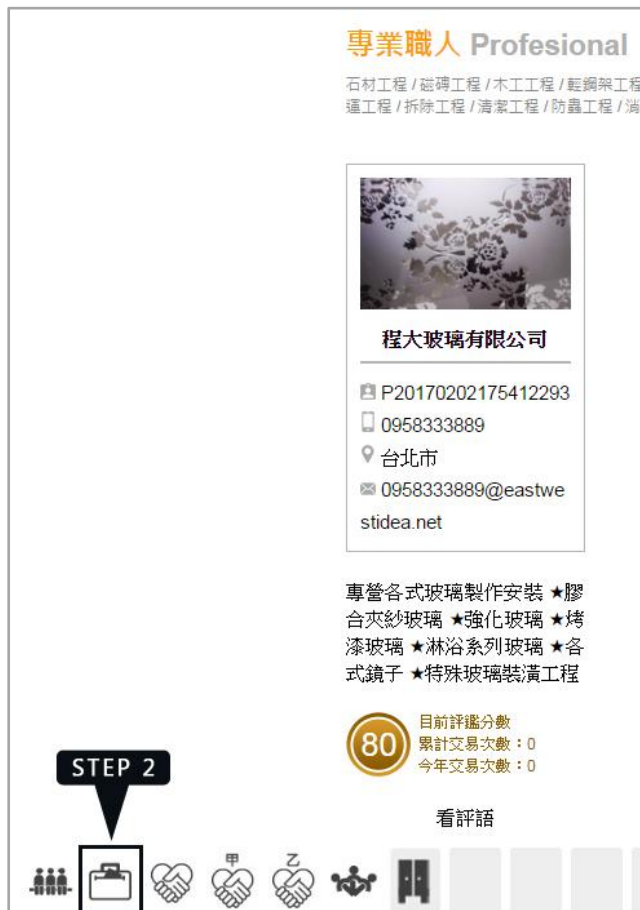 專業職人 Profesional
石材工程 / 磁磚工程 / 木工工程 / 輕鋼架工程
運工程 / 拆除工程 / 清潔工程 / 防蟲工程 / 消
程大玻璃有限公司
P20170202175412293
0958333889
台北市
0958333889@eastwe
stidea.net
專營各式玻璃製作安裝 ★膠
合夾紗玻璃 ★強化玻璃 ★烤
漆玻璃 ★淋浴系列玻璃 ★各
式鏡子 ★特殊玻璃裝潢工程
80
目前評鑑分數
累計交易次數：0
今年交易次數：0
看評語
STEP 2
甲
乙